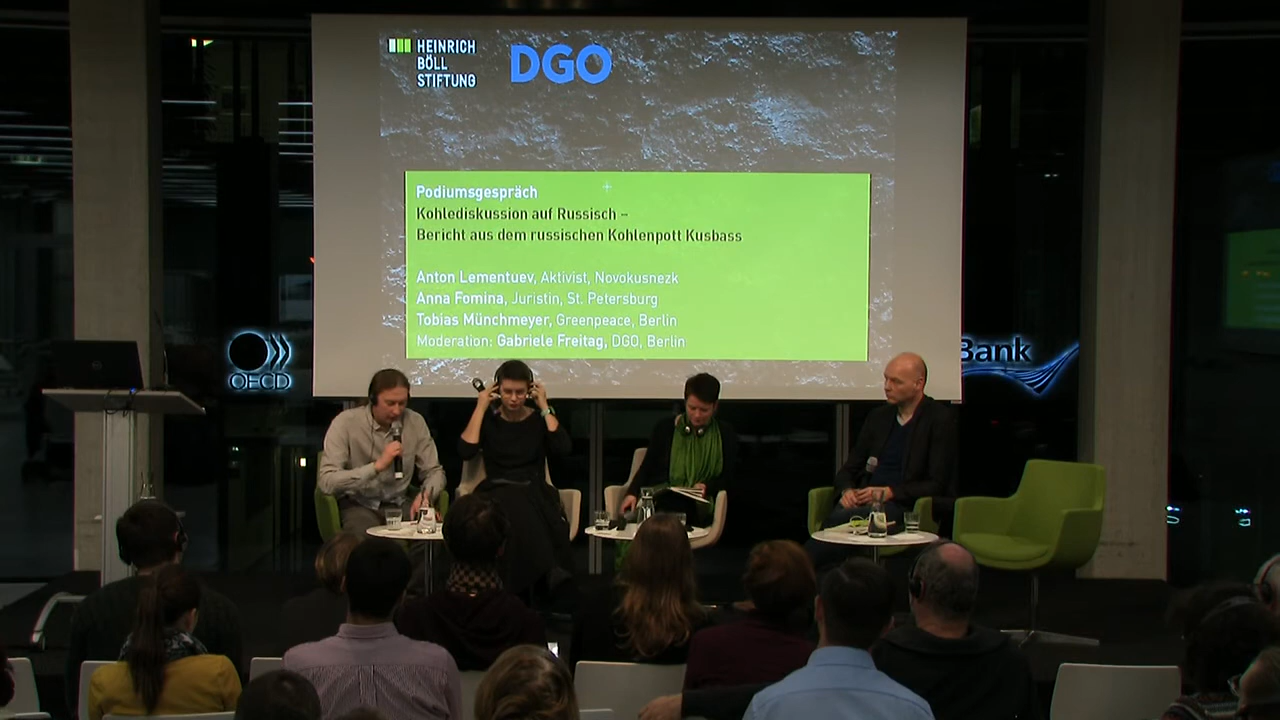 HEINRICH
BÖLL
STIFTUNG
DGO
Podiumsgespräch
Kohlediskussion auf Russisch –
Bericht aus dem russischen Kohlenpott Kusbass
Anton Lementuev, Aktivist, Novokusnezk
Anna Fomina, Juristin, St. Petersburg
Tobias Münchmeyer, Greenpeace, Berlin
Moderation: Gabriele Freitag, DGO, Berlin
OECD
Bank